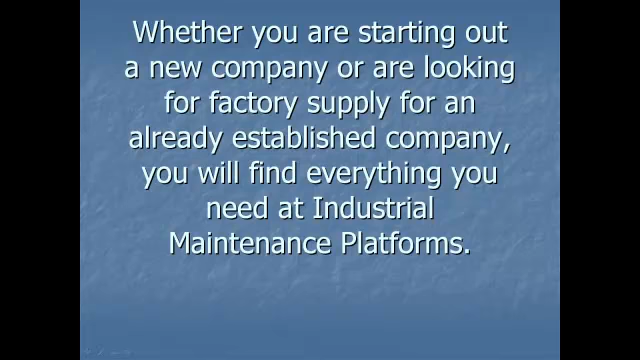 Whether you are starting out
a new company or are looking
for factory supply for an
already established company,
you will find everything you
need at Industrial
Maintenance Platforms.